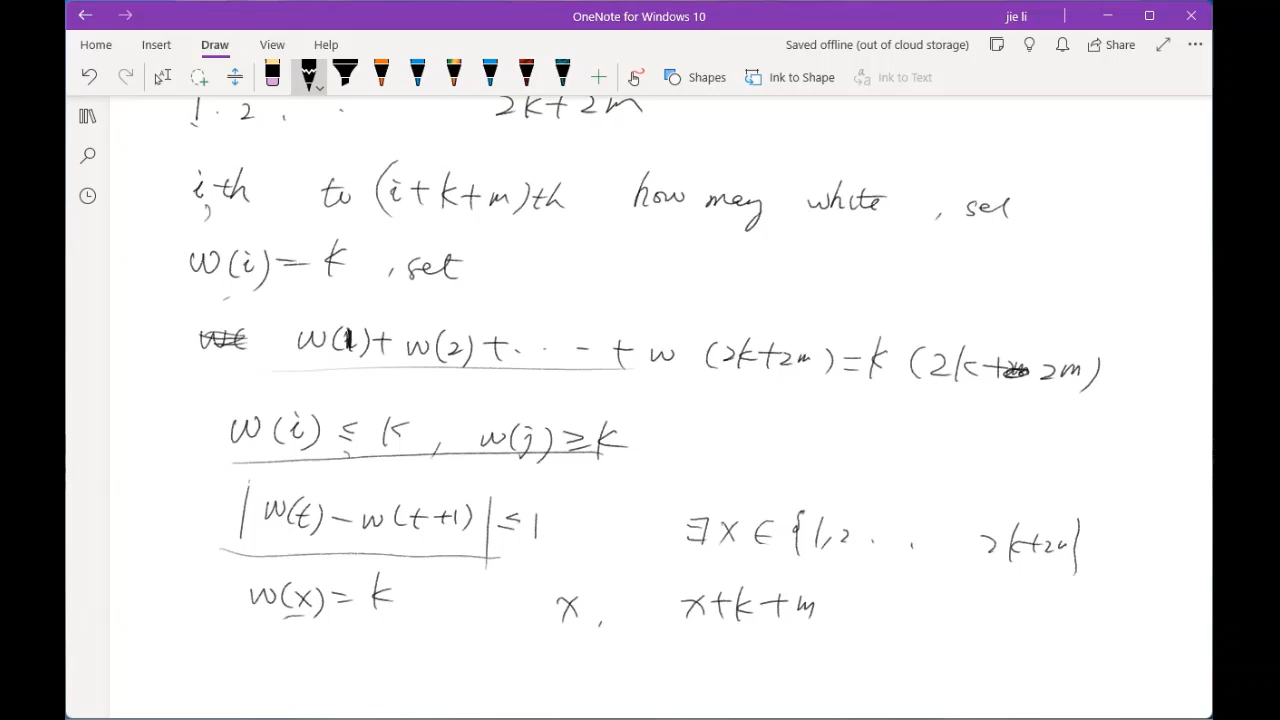 OneNote for Windows 10
jie li
Home Insert Draw View Help
Saved offline (out of cloud storage)
Share
Shapes
Ink to Shape
Ink to Text
1. 2 . . 2k+2m
ith to (i+k+m)th how may white , sel
w(i)=k , set
w(1)+ w(2)+... - + w (2k+2m)=k (2k+ 2m)
w(i) ≤ k , w(j) ≥ k
|w(t) - w(t+1)| ≤ 1 ∃ x ∈ {1,2 . . 2k+2m}
w(x) = k x , x+k+m